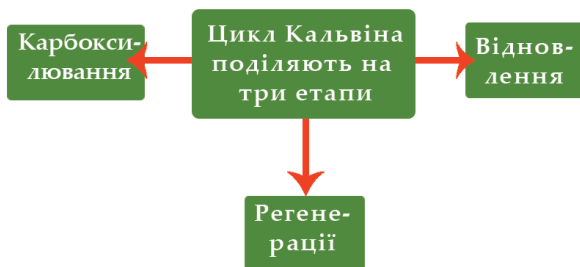 Карбокси-
лювання
Цикл Кальвіна
поділяють на
три етапи
Віднов-
лення
Регене-
рації